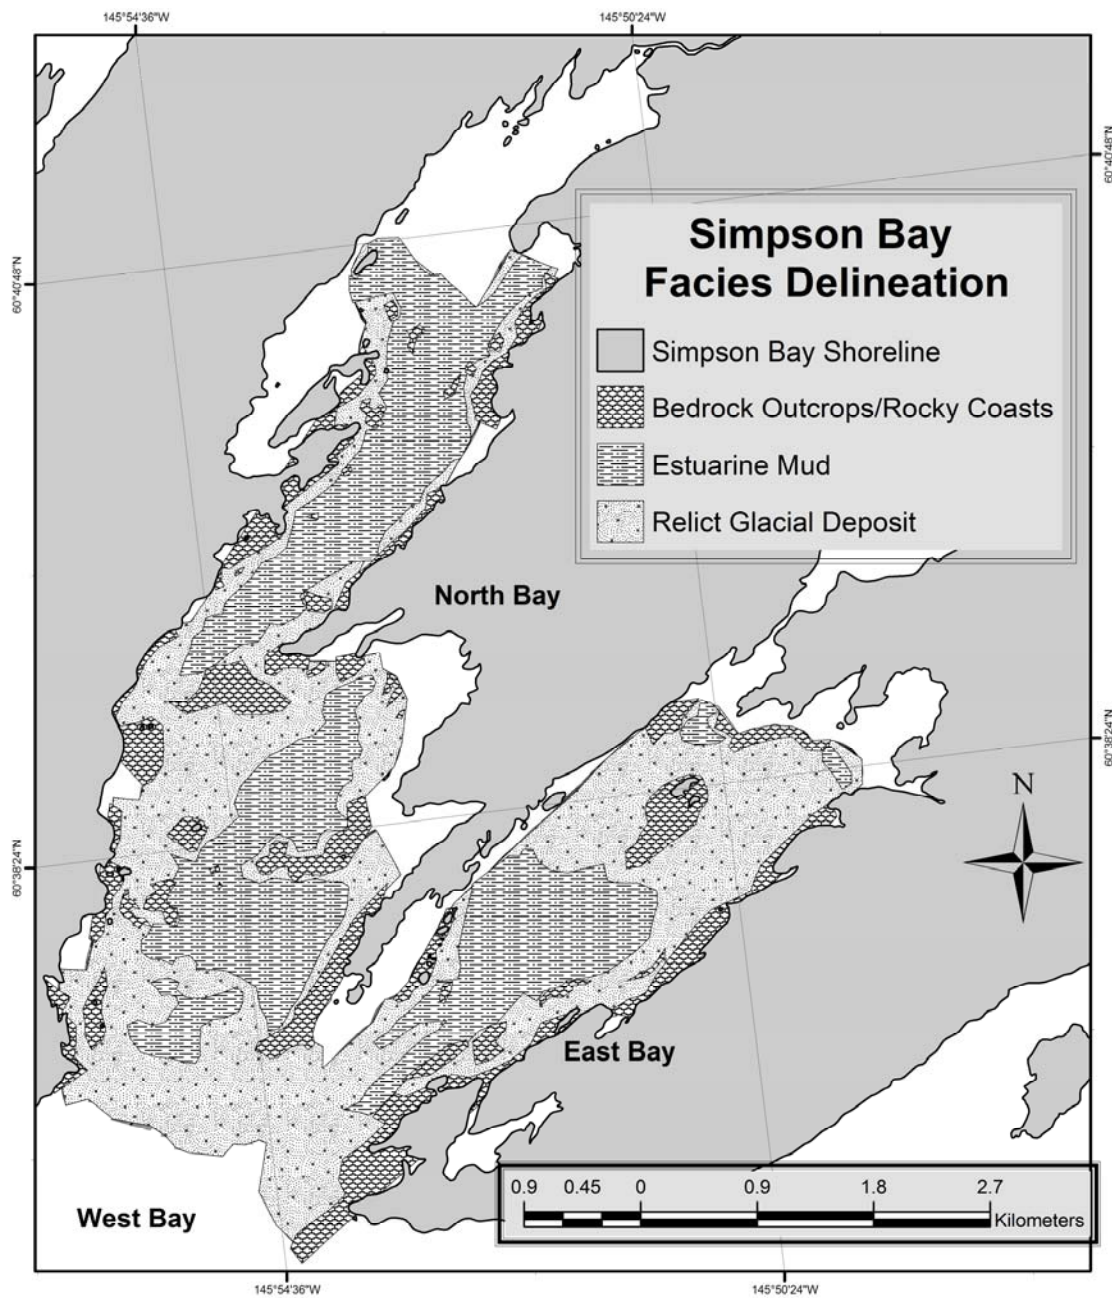 145°54'36"W
145°50'24"W
60°40'48"N
60°40'48"N
Simpson Bay
Facies Delineation
Simpson Bay Shoreline
Bedrock Outcrops/Rocky Coasts
Estuarine Mud
Relict Glacial Deposit
North Bay
60°38'24"N
N
60°38'24"N
East Bay
West Bay
0.9 0.45 0 0.9 1.8 2.7
Kilometers
145°54'36"W
145°50'24"W